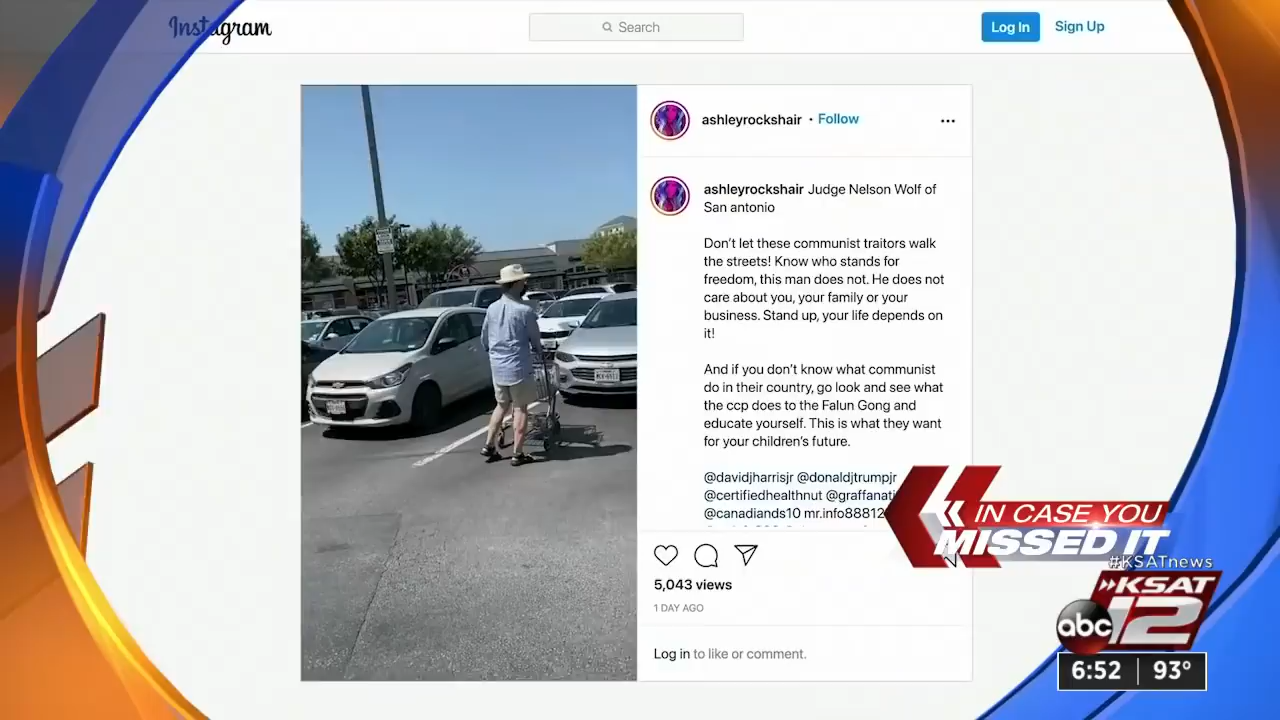 Instagram
Search
Log In
Sign Up
ashleyrockshair • Follow
...
ashleyrockshair Judge Nelson Wolf of
San antonio
Don't let these communist traitors walk
the streets! Know who stands for
freedom, this man does not. He does not
care about you, your family or your
business. Stand up, your life depends on
it!
And if you don't know what communist
do in their country, go look and see what
the ccp does to the Falun Gong and
educate yourself. This is what they want
for your children's future.
@davidjharrisjr @donaldjtrumpjr
@certifiedhealthnut
@canadiands10
5,043 views
1 DAY AGO
Log in to like or comment.
IN CASE YOU
MISSED IT
#KSATnews
KSAT
abc 12
6:52 93°